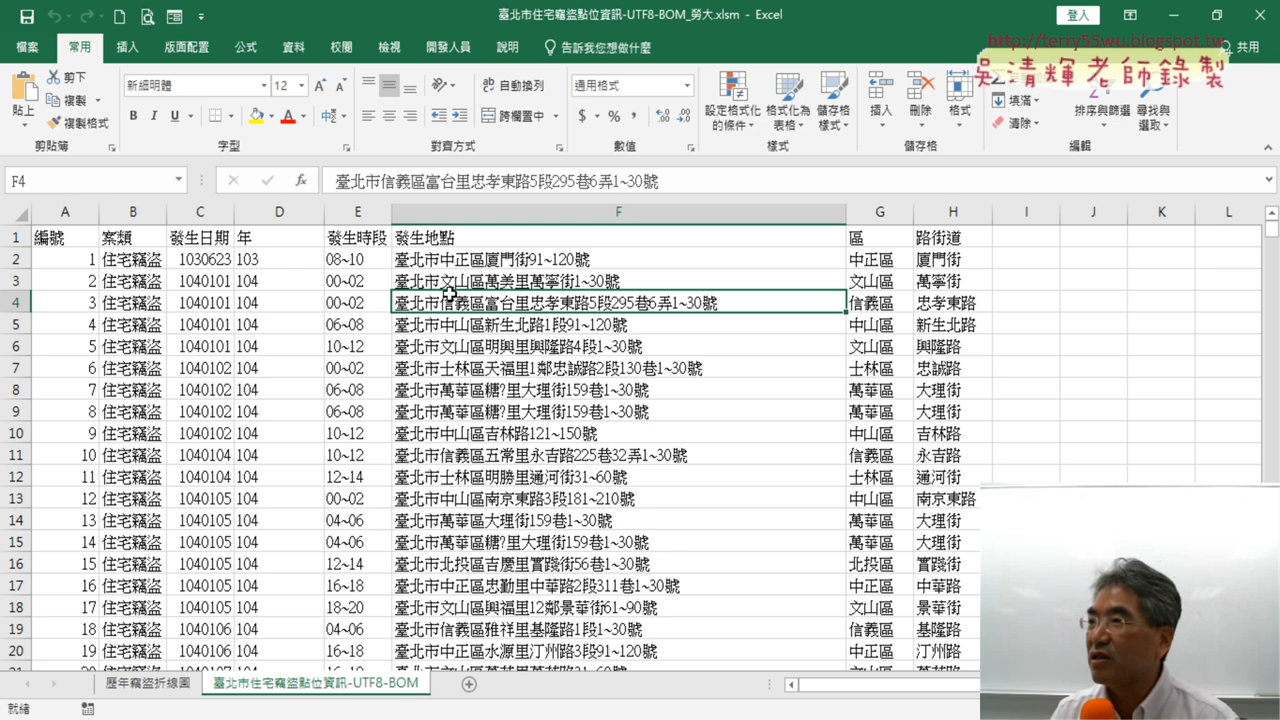 臺北市住宅竊盜點位資訊-UTF8-BOM_勞大.xlsm - Excel
登入
檔案 常用 插入 版面配置 公式 資料 校閱 檢視 開發人員 說明 告訴我您想做什麼 共用
http://terry55wu.blogspot.tw
吳清輝老師錄製
貼上 剪下 複製 複製格式 剪貼簿
新細明體 12 B I U A 中 字型
自動換列 跨欄置中 對齊方式
通用格式 $ % , 數值
設定格式化的條件 格式化為表格 儲存格樣式 樣式
插入 刪除 格式 儲存格
填滿 清除 排序與篩選 尋找與選取 編輯
F4 fx 臺北市信義區富台里忠孝東路5段295巷6弄1~30號
A B C D E F G H I J K L
1 編號 案類 發生日期 年 發生時段 發生地點 區 路街道
2 1 住宅竊盜 1030623 103 08~10 臺北市中正區廈門街91~120號 中正區 廈門街
3 2 住宅竊盜 1040101 104 00~02 臺北市文山區萬美里萬寧街1~30號 文山區 萬寧街
4 3 住宅竊盜 1040101 104 00~02 臺北市信義區富台里忠孝東路5段295巷6弄1~30號 信義區 忠孝東路
5 4 住宅竊盜 1040101 104 06~08 臺北市中山區新生北路1段91~120號 中山區 新生北路
6 5 住宅竊盜 1040101 104 10~12 臺北市文山區明興里興隆路4段1~30號 文山區 興隆路
7 6 住宅竊盜 1040102 104 00~02 臺北市士林區天福里1鄰忠誠路2段130巷1~30號 士林區 忠誠路
8 7 住宅竊盜 1040102 104 06~08 臺北市萬華區糖?里大理街159巷1~30號 萬華區 大理街
9 8 住宅竊盜 1040102 104 06~08 臺北市萬華區糖?里大理街159巷1~30號 萬華區 大理街
10 9 住宅竊盜 1040102 104 10~12 臺北市中山區吉林路121~150號 中山區 吉林路
11 10 住宅竊盜 1040104 104 10~12 臺北市信義區五常里永吉路225巷32弄1~30號 信義區 永吉路
12 11 住宅竊盜 1040104 104 12~14 臺北市士林區明勝里通河街31~60號 士林區 通河街
13 12 住宅竊盜 1040105 104 00~02 臺北市中山區南京東路3段181~210號 中山區 南京東路
14 13 住宅竊盜 1040105 104 04~06 臺北市萬華區大理街159巷1~30號 萬華區 大理街
15 14 住宅竊盜 1040105 104 04~06 臺北市萬華區糖?里大理街159巷1~30號 萬華區 大理街
16 15 住宅竊盜 1040105 104 12~14 臺北市北投區吉慶里實踐街56巷1~30號 北投區 實踐街
17 16 住宅竊盜 1040105 104 16~18 臺北市中正區忠勤里中華路2段311巷1~30號 中正區 中華路
18 17 住宅竊盜 1040105 104 18~20 臺北市文山區興福里12鄰景華街61~90號 文山區 景華街
19 18 住宅竊盜 1040106 104 04~06 臺北市信義區雅祥里基隆路1段1~30號 信義區 基隆路
20 19 住宅竊盜 1040106 104 16~18 臺北市中正區水源里汀州路3段91~120號 中正區 汀州路
歷年竊盜折線圖 臺北市住宅竊盜點位資訊-UTF8-BOM
就緒